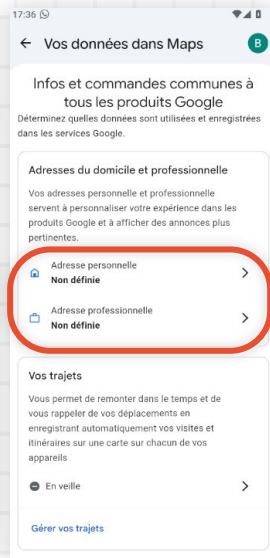 17:36
Vos données dans Maps
B
Infos et commandes communes à
tous les produits Google
Déterminez quelles données sont utilisées et enregistrées
dans les services Google.
Adresses du domicile et professionnelle
Vos adresses personnelle et professionnelle
servent à personnaliser votre expérience dans les
produits Google et à afficher des annonces plus
pertinentes.
Adresse personnelle
Non définie
Adresse professionnelle
Non définie
Vos trajets
Vous permet de remonter dans le temps et de
vous rappeler de vos déplacements en
enregistrant automatiquement vos visites et
itinéraires sur une carte sur chacun de vos
appareils
En veille
Gérer vos trajets